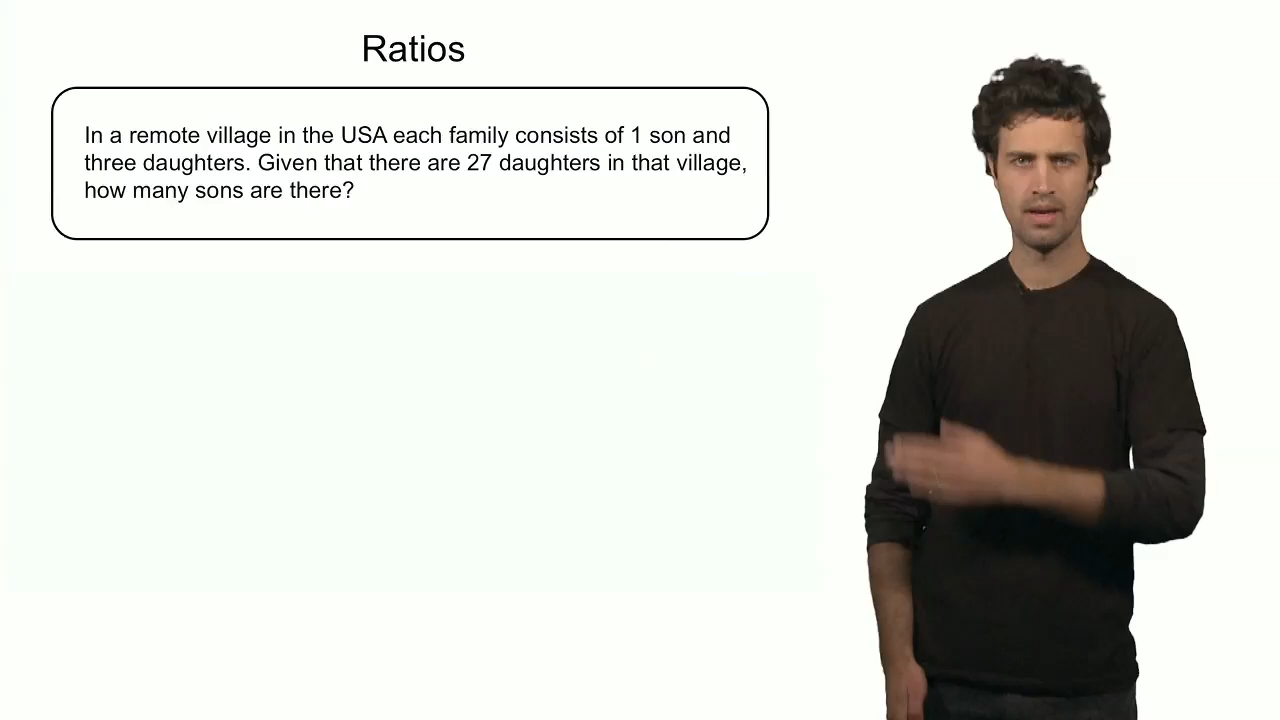 Ratios
In a remote village in the USA each family consists of 1 son and
three daughters. Given that there are 27 daughters in that village,
how many sons are there?